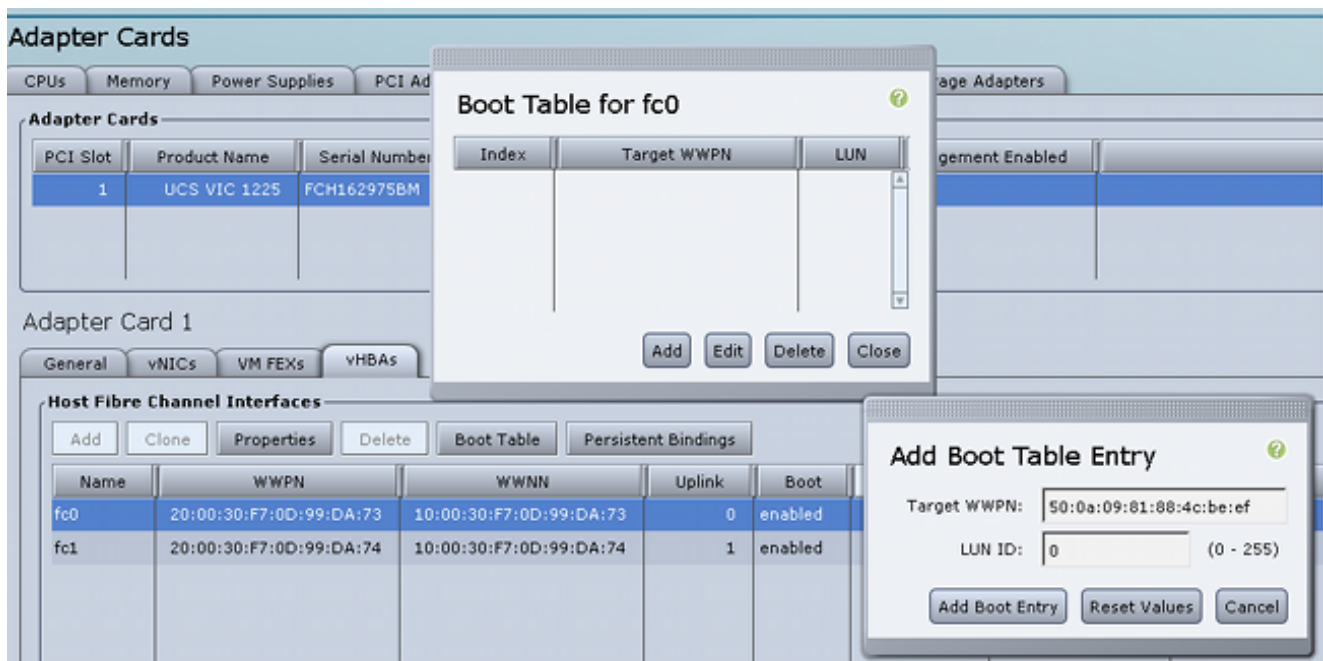 Adapter Cards
CPUs Memory Power Supplies PCI Ad age Adapters
Adapter Cards
PCI Slot Product Name Serial Number gement Enabled
1 UCS VIC 1225 FCH162975BM
Boot Table for fc0
Index Target WWPN LUN
Add Edit Delete Close
Adapter Card 1
General vNICs VM FEXs vHBAs
Host Fibre Channel Interfaces
Add Clone Properties Delete Boot Table Persistent Bindings
Name WWPN WWNN Uplink Boot
fc0 20:00:30:F7:0D:99:DA:73 10:00:30:F7:0D:99:DA:73 0 enabled
fc1 20:00:30:F7:0D:99:DA:74 10:00:30:F7:0D:99:DA:74 1 enabled
Add Boot Table Entry
Target WWPN: 50:0a:09:81:88:4c:be:ef
LUN ID: 0 (0 - 255)
Add Boot Entry Reset Values Cancel